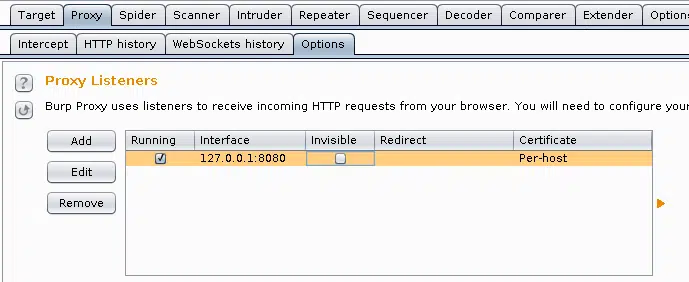 Target Proxy Spider Scanner Intruder Repeater Sequencer Decoder Comparer Extender Option
Intercept HTTP history WebSockets history Options
? Proxy Listeners
Burp Proxy uses listeners to receive incoming HTTP requests from your browser. You will need to configure your
Add Running Interface Invisible Redirect Certificate
127.0.0.1:8080 Per-host
Edit
Remove